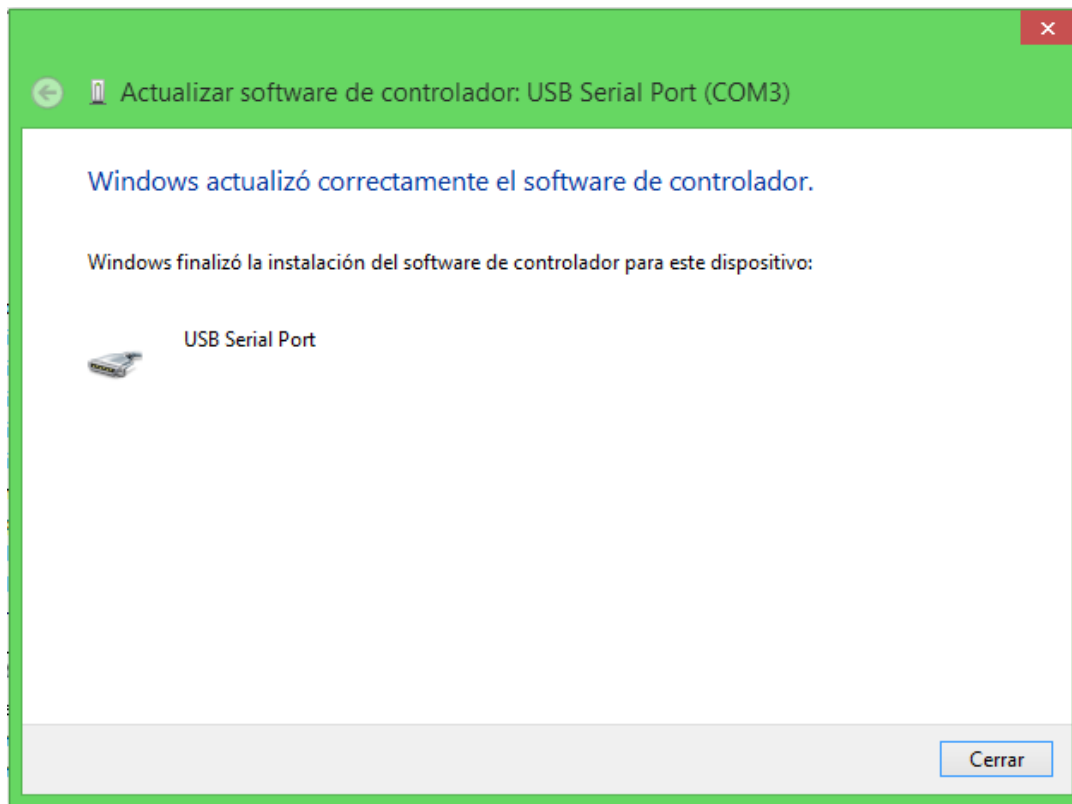 Actualizar software de controlador: USB Serial Port (COM3)
Windows actualizó correctamente el software de controlador.
Windows finalizó la instalación del software de controlador para este dispositivo:
USB Serial Port
Cerrar